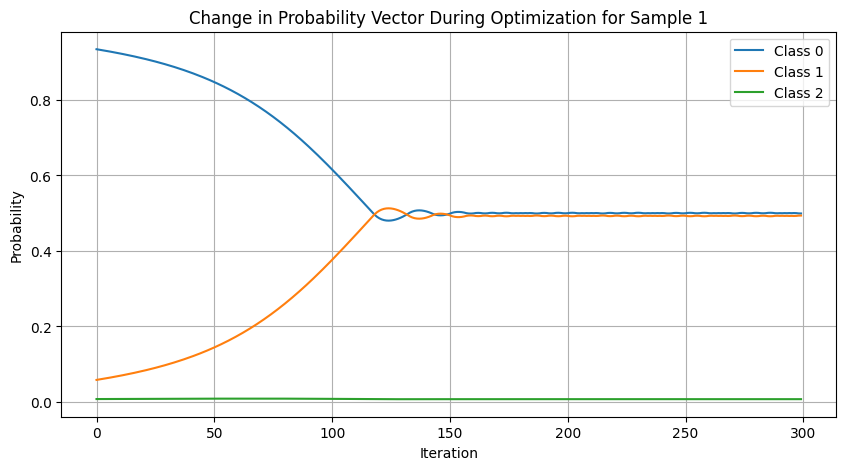 Change in Probability Vector During Optimization for Sample 1
Class 0
Class 1
Class 2
Probability
0.8
0.6
0.4
0.2
0.0
0 50 100 150 200 250 300
Iteration